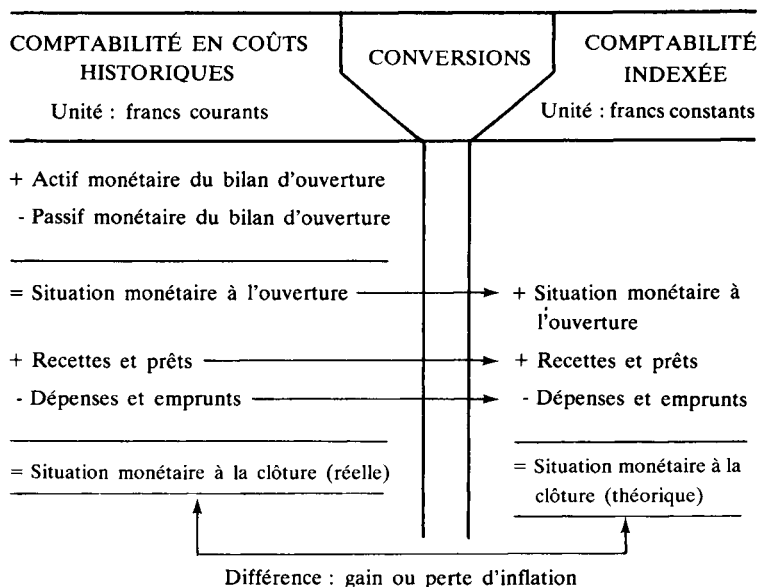 COMPTABILITÉ EN COÛTS
HISTORIQUES
Unité : francs courants
CONVERSIONS
COMPTABILITÉ
INDEXÉE
Unité : francs constants
+ Actif monétaire du bilan d'ouverture
- Passif monétaire du bilan d'ouverture
= Situation monétaire à l'ouverture
+ Situation monétaire à
l'ouverture
+ Recettes et prêts
+ Recettes et prêts
- Dépenses et emprunts
- Dépenses et emprunts
= Situation monétaire à la clôture (réelle)
= Situation monétaire à la
clôture (théorique)
Différence : gain ou perte d'inflation